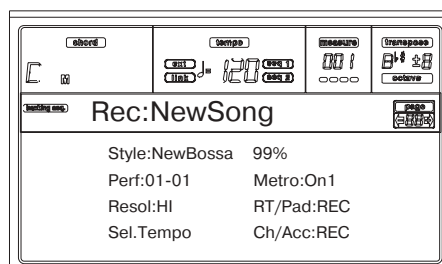 chord tempo measure transpose
ext seq 1
link = 120 seq 2 001
octave
backing seq. Rec:NewSong page
Style:NewBossa 99%
Perf:01-01 Metro:On1
Resol:HI RT/Pad:REC
Sel.Tempo Ch/Acc:REC